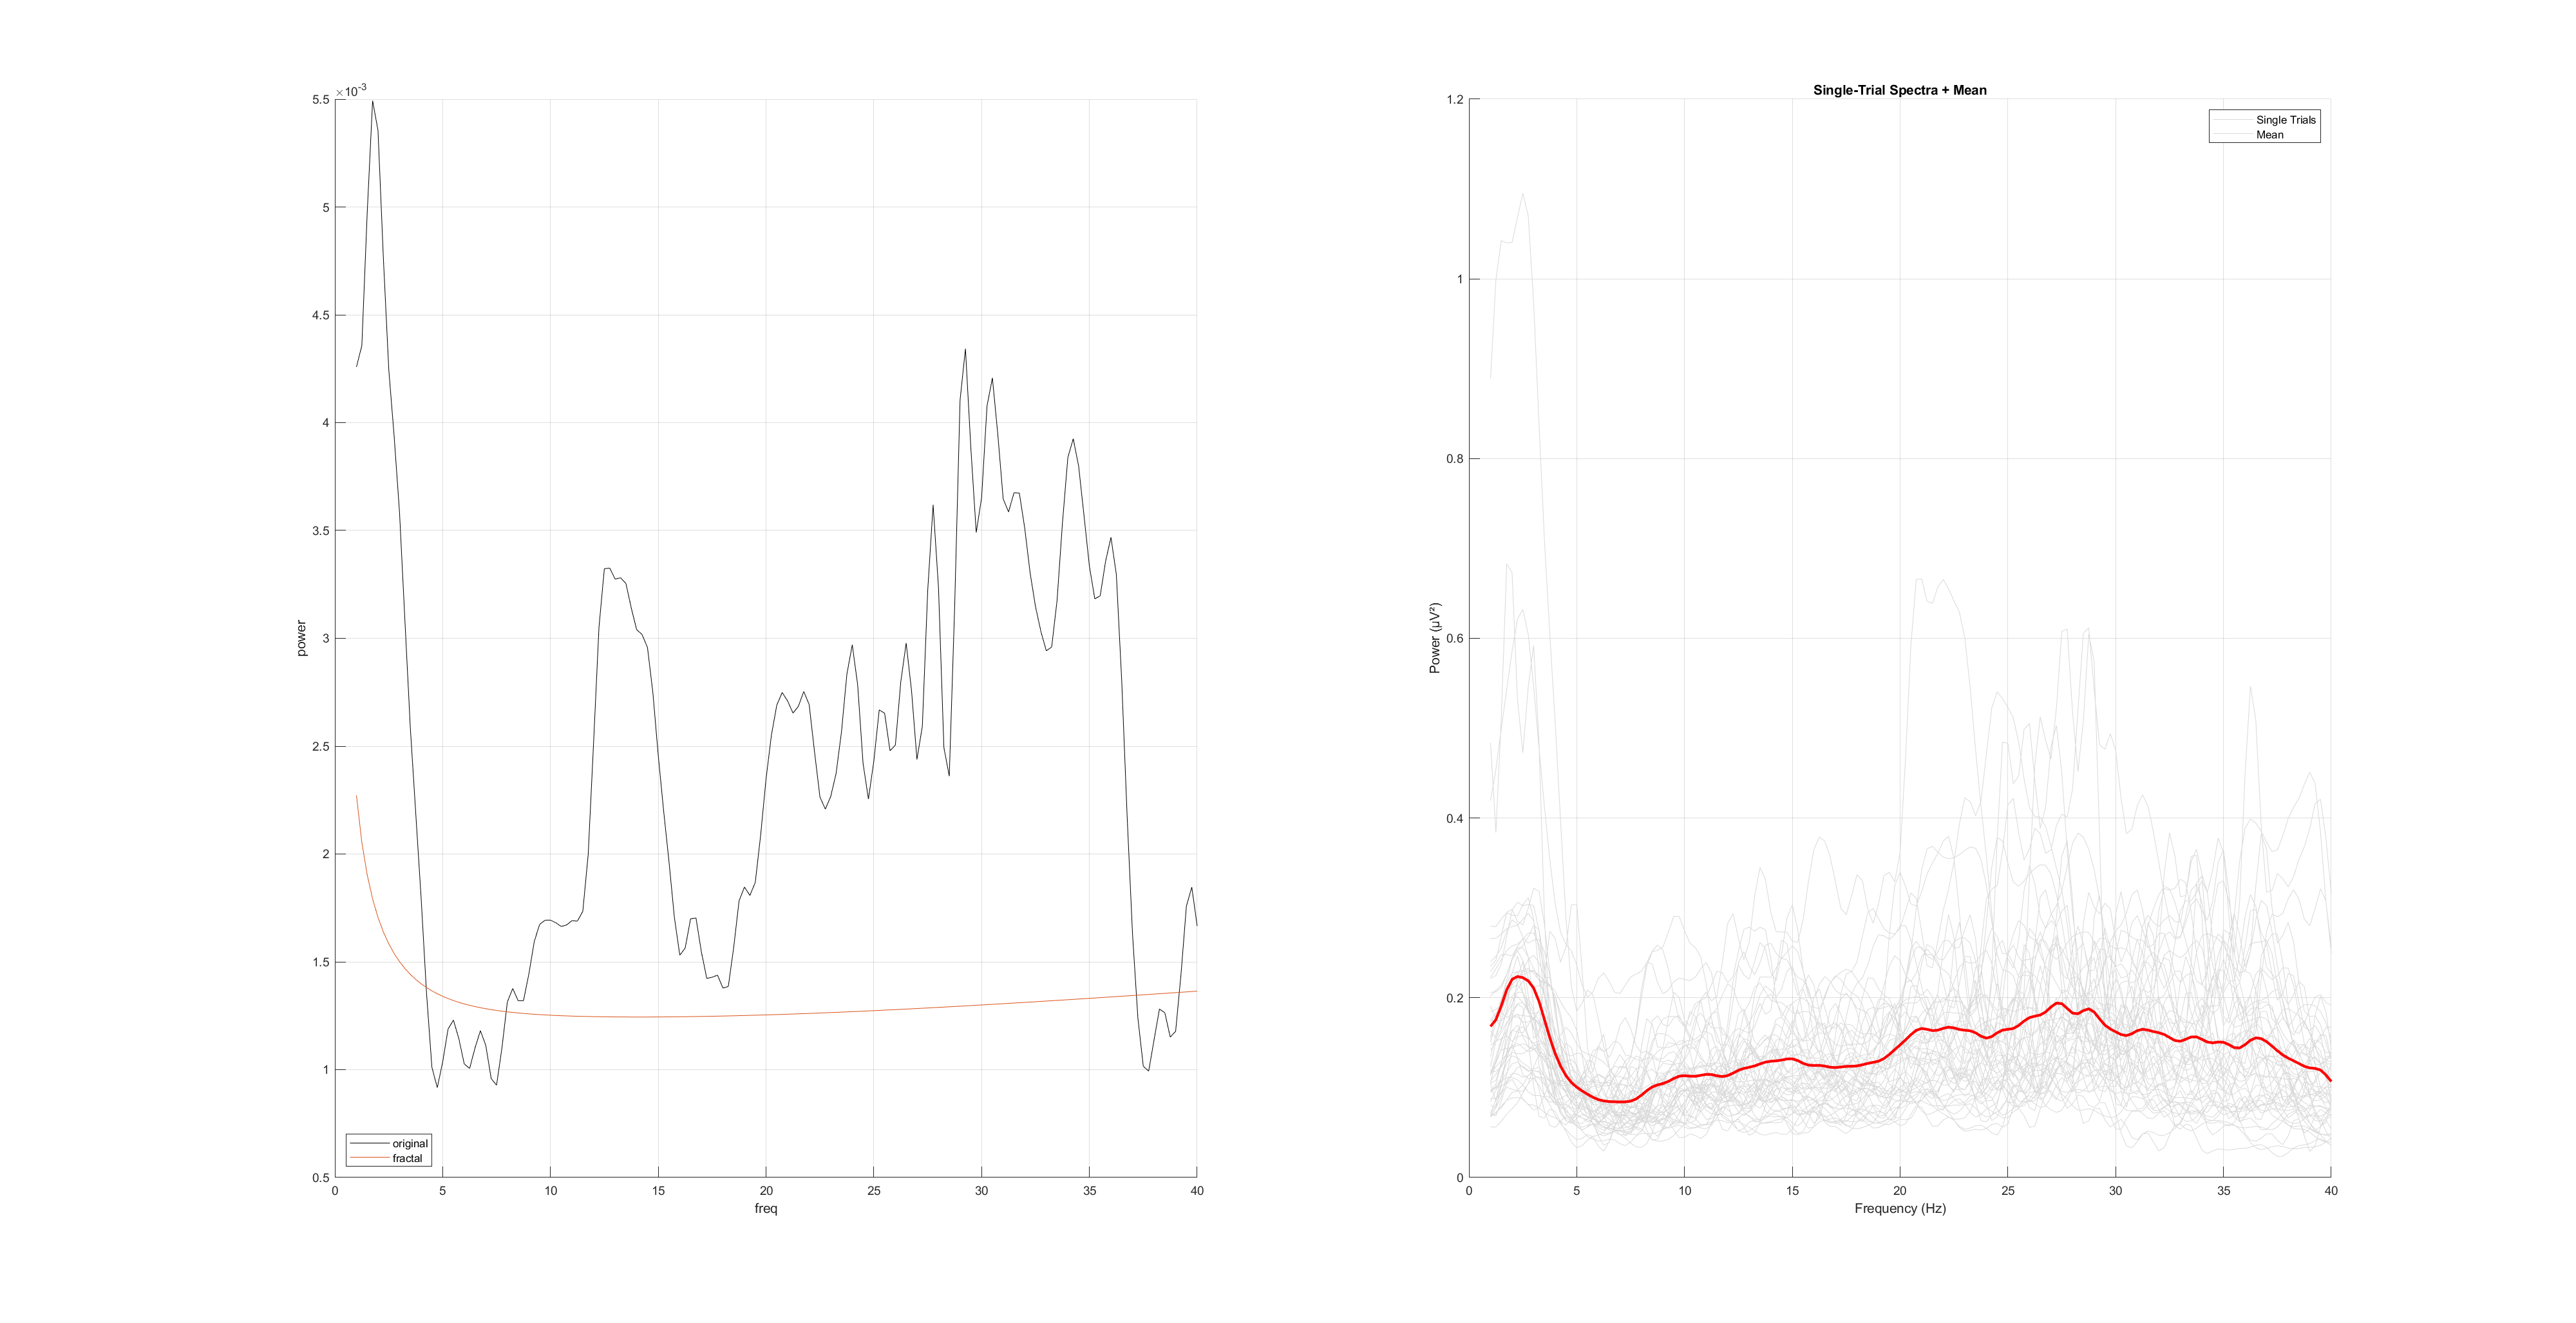 ×10-3
5.5
5
4.5
4
3.5
3
2.5
2
1.5
1
0.5
power
original
fractal
0 5 10 15 20 25 30 35 40
freq
Single-Trial Spectra + Mean
1.2
1
0.8
0.6
0.4
0.2
0
Power (µV²)
Single Trials
Mean
0 5 10 15 20 25 30 35 40
Frequency (Hz)